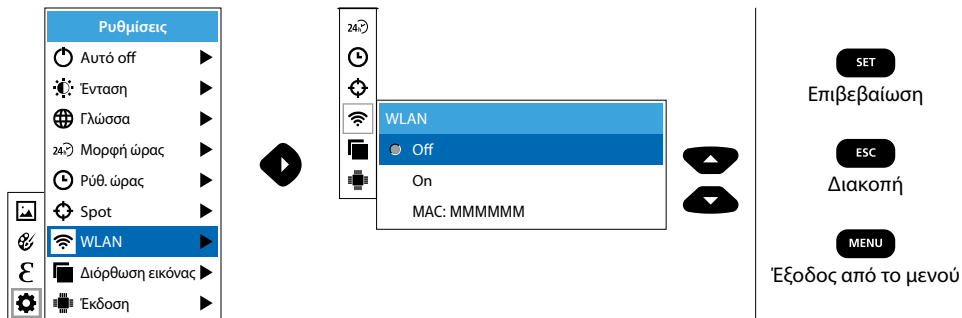 Ρυθμίσεις
Αυτό off
Ένταση
Γλώσσα
24h Μορφή ώρας
Ρύθ. ώρας
Spot
WLAN
Διόρθωση εικόνας
Έκδοση
24h
WLAN
Off
On
MAC: MMMMMM
SET
Επιβεβαίωση
ESC
Διακοπή
MENU
Έξοδος από το μενού